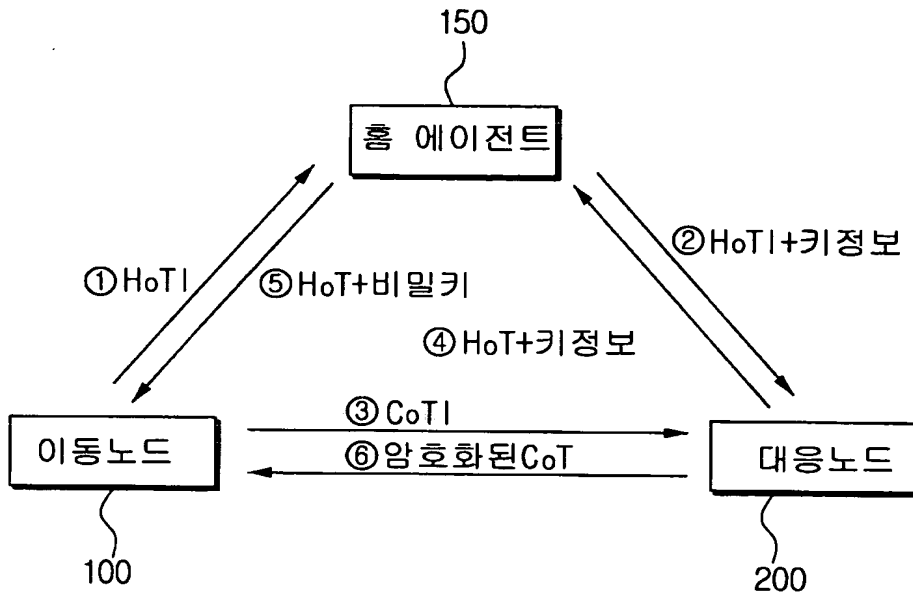 150
홈 에이전트
①HoTI
②HoTI+키정보
⑤HoT+비밀키
④HoT+키정보
③CoTI
이동노드
⑥암호화된CoT
대응노드
100
200